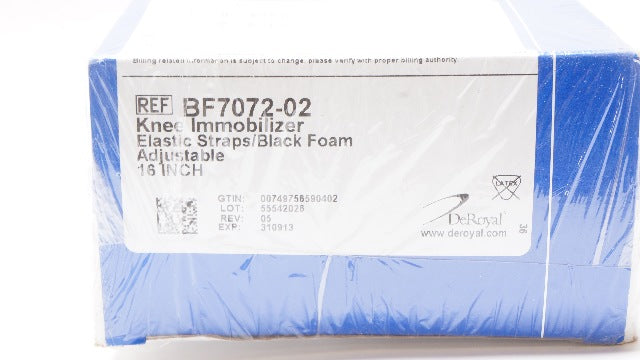 Billing related information is subject to change, please verify with proper billing authority.
REF BF7072-02
Knee Immobilizer
Elastic Straps/Black Foam
Adjustable
16 INCH
GTIN: 00749756590402
LOT: 55542028
REV: 05
EXP: 310913
LATEX
DeRoyal®
www.deroyal.com
36